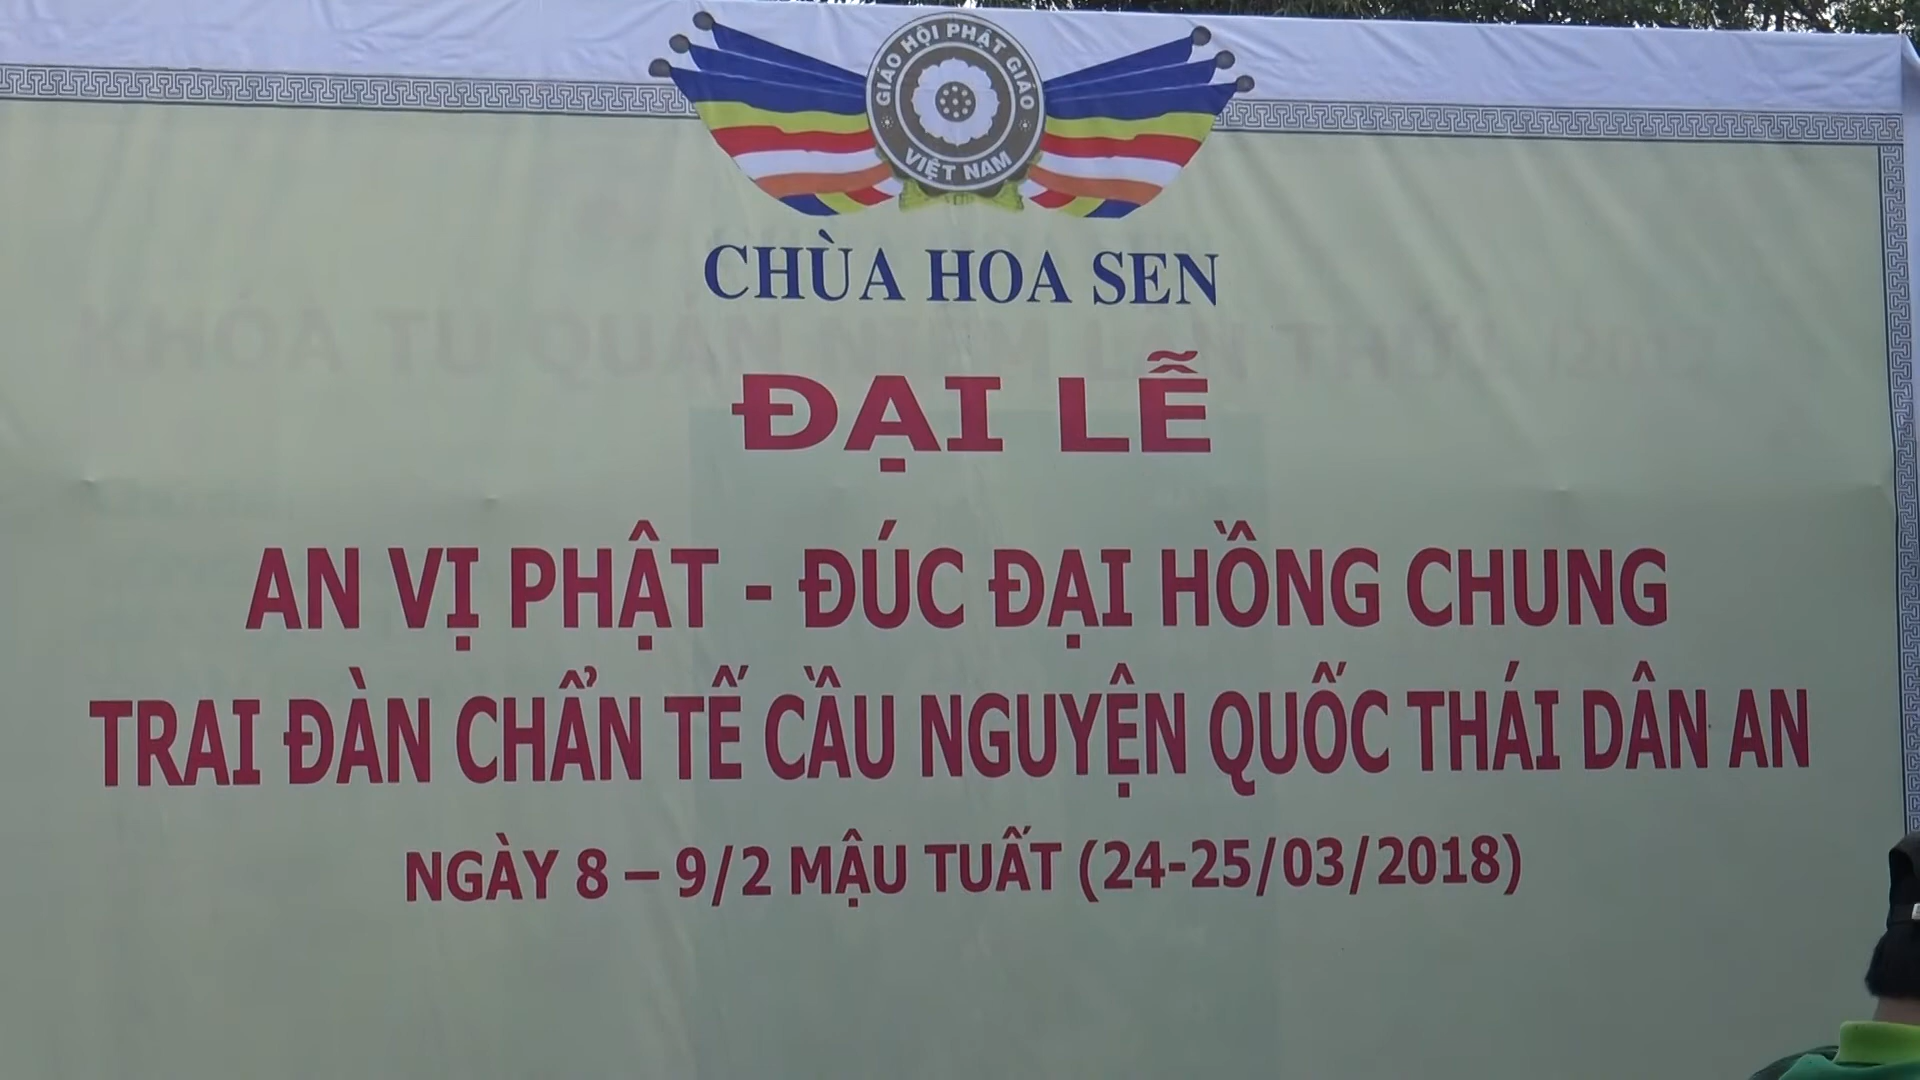 GIÁO HỘI PHẬT GIÁO
VIỆT NAM
CHÙA HOA SEN
ĐẠI LỄ
AN VỊ PHẬT - ĐÚC ĐẠI HỒNG CHUNG
TRAI ĐÀN CHẨN TẾ CẦU NGUYỆN QUỐC THÁI DÂN AN
NGÀY 8 – 9/2 MẬU TUẤT (24-25/03/2018)